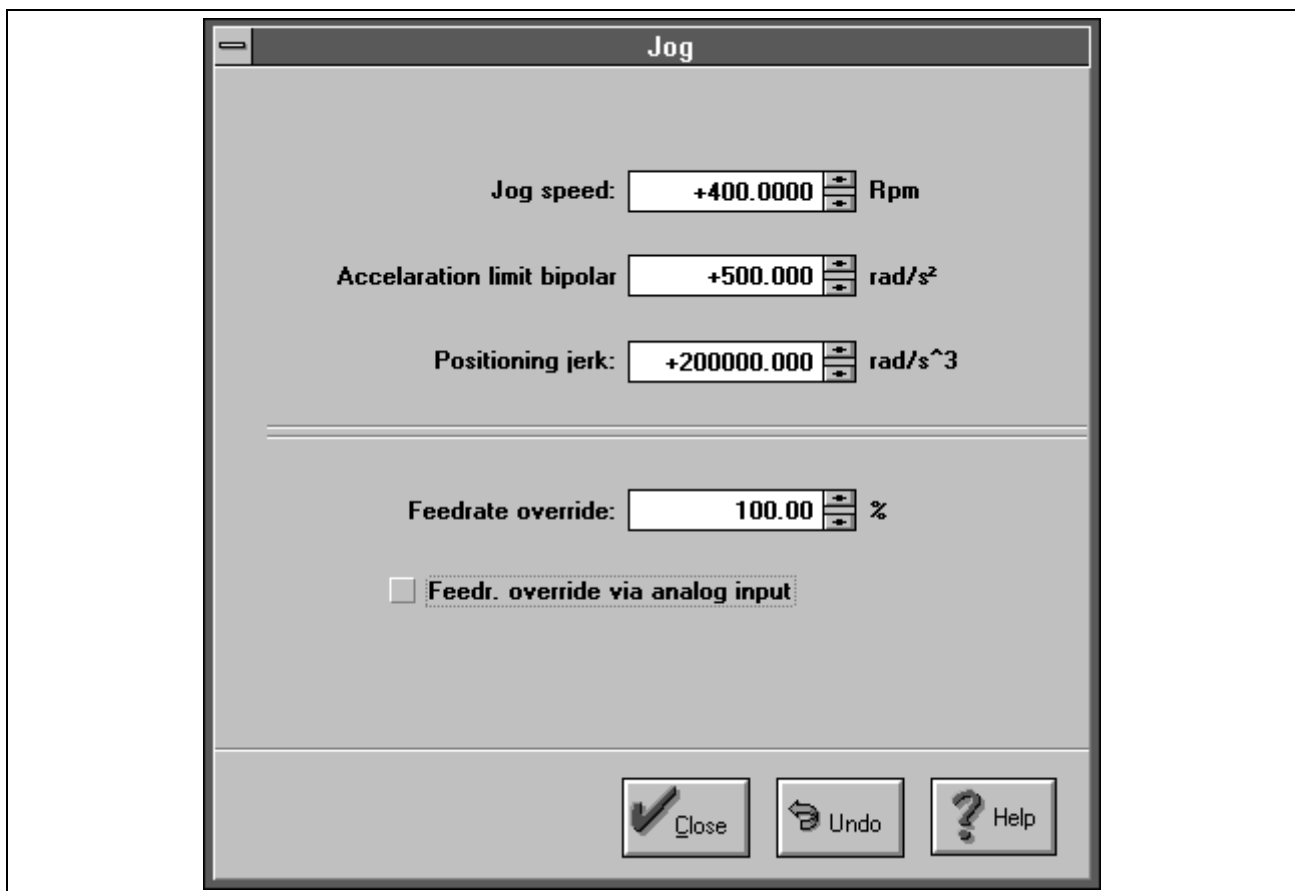 Jog
Jog speed: +400.0000 Rpm
Accelaration limit bipolar +500.000 rad/s²
Positioning jerk: +200000.000 rad/s^3
Feedrate override: 100.00 %
Feedr. override via analog input
Close Undo Help